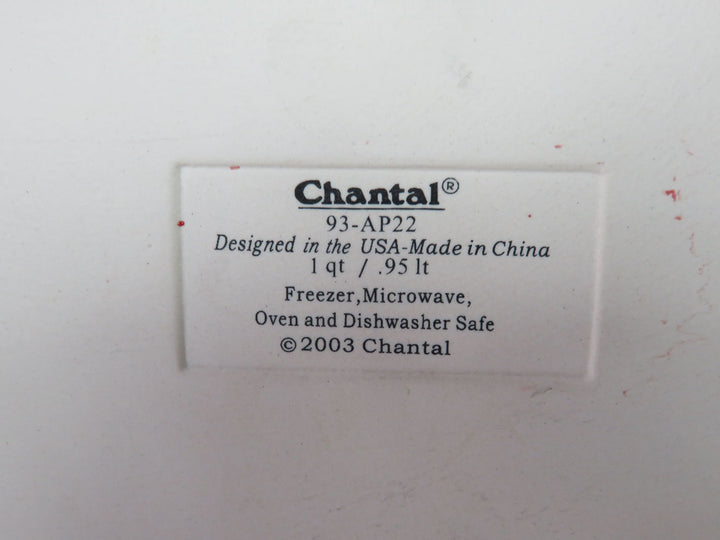 Chantal®
93-AP22
Designed in the USA-Made in China
1 qt / .95 lt
Freezer,Microwave,
Oven and Dishwasher Safe
©2003 Chantal